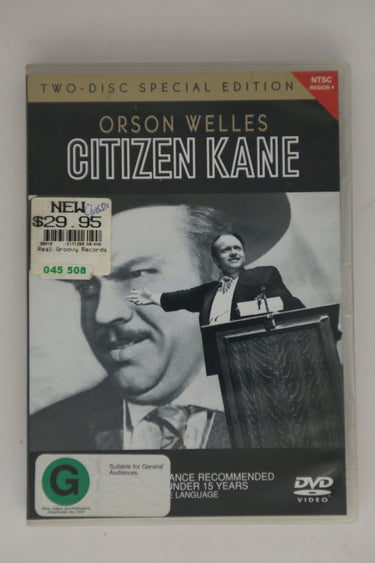 TWO-DISC SPECIAL EDITION
NTSC
REGION 4
ORSON WELLES
CITIZEN KANE
NEW
$29.95
Real Groovy Records
045 508
G
Suitable for General
Audiences.
ANCE RECOMMENDED
UNDER 15 YEARS
E LANGUAGE
DVD
VIDEO